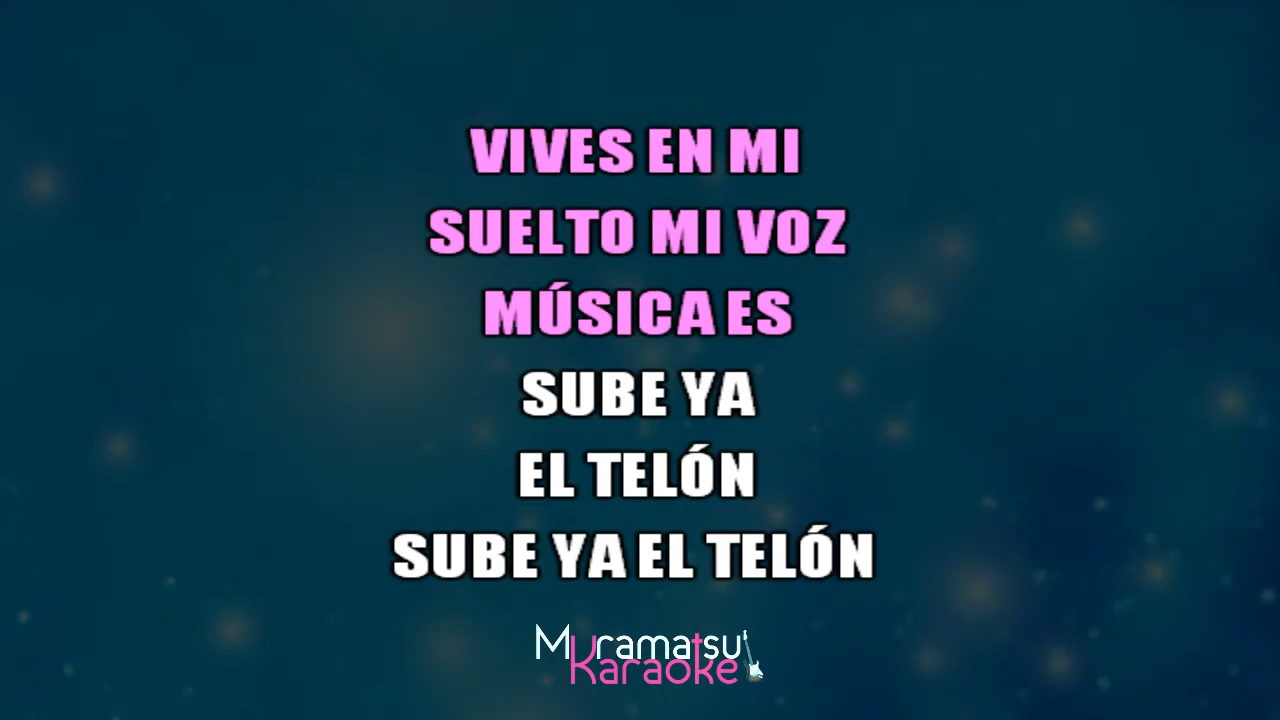 VIVES EN MI
SUELTO MI VOZ
MÚSICA ES
SUBE YA
EL TELÓN
SUBE YA EL TELÓN
Muramatsu
Karaoke